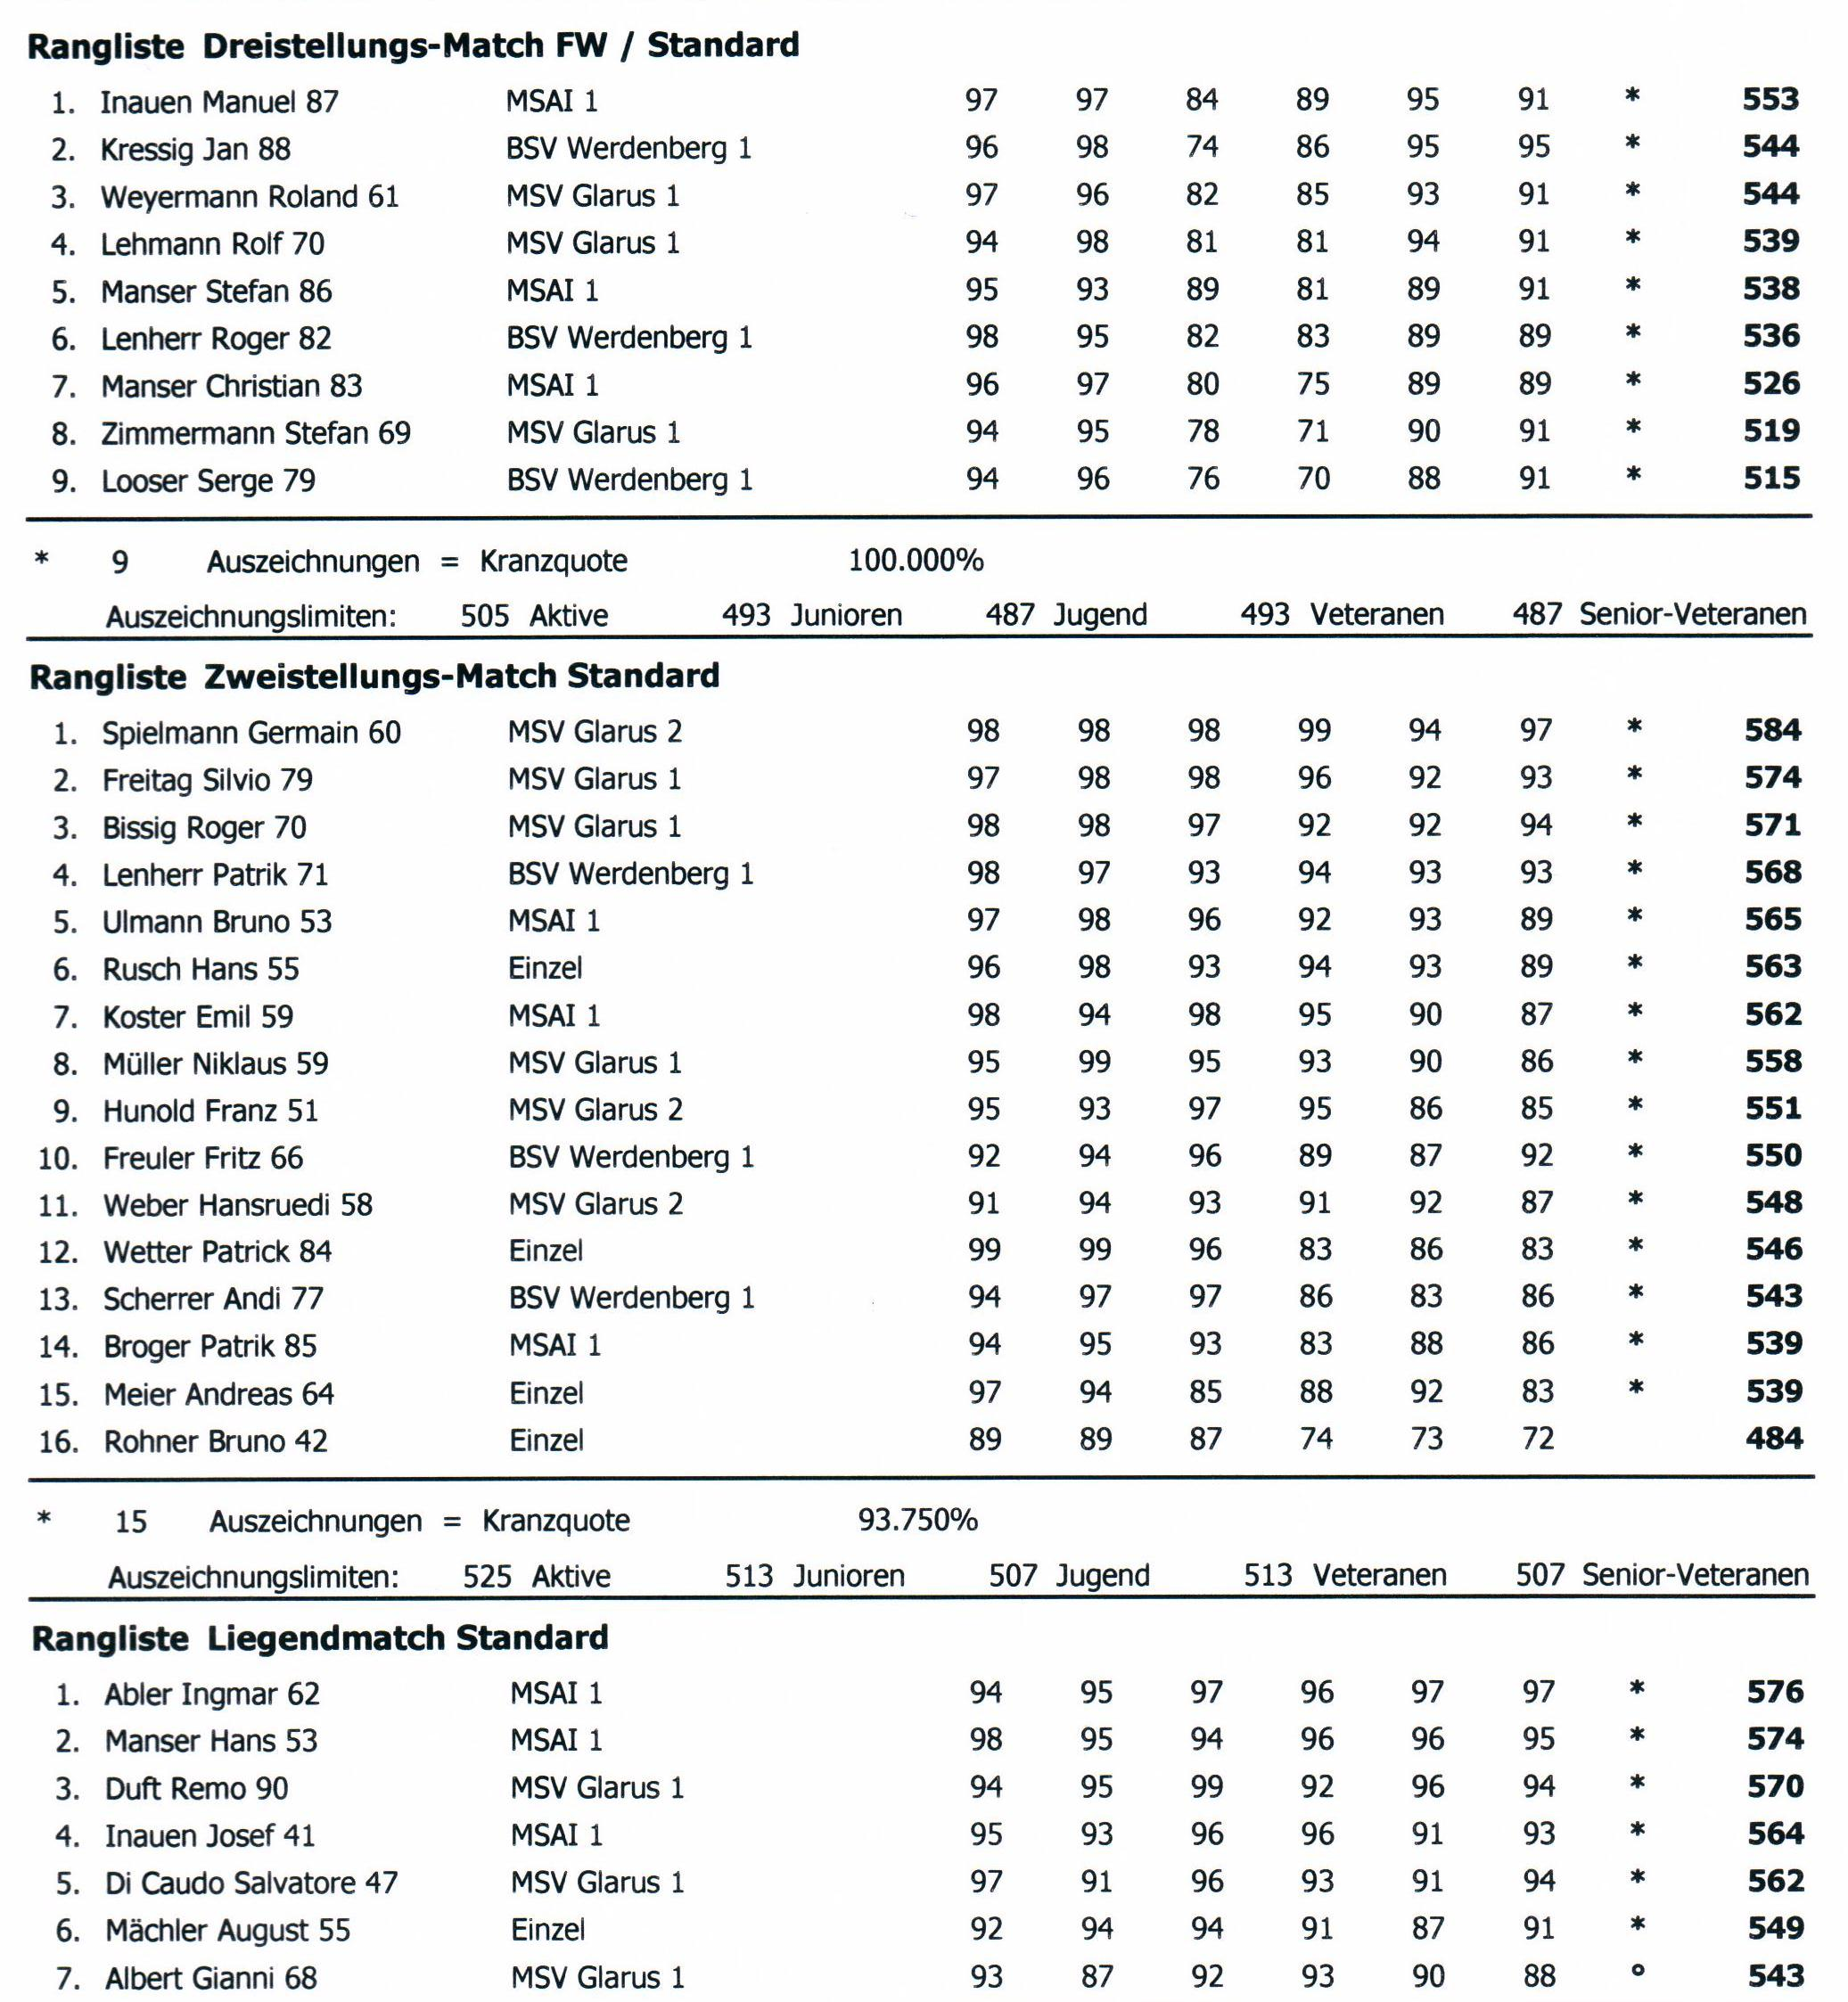 Rangliste Dreistellungs-Match FW / Standard
1. Inauen Manuel 87 MSAI 1 97 97 84 89 95 91 * 553
2. Kressig Jan 88 BSV Werdenberg 1 96 98 74 86 95 95 * 544
3. Weyermann Roland 61 MSV Glarus 1 97 96 82 85 93 91 * 544
4. Lehmann Rolf 70 MSV Glarus 1 94 98 81 81 94 91 * 539
5. Manser Stefan 86 MSAI 1 95 93 89 81 89 91 * 538
6. Lenherr Roger 82 BSV Werdenberg 1 98 95 82 83 89 89 * 536
7. Manser Christian 83 MSAI 1 96 97 80 75 89 89 * 526
8. Zimmermann Stefan 69 MSV Glarus 1 94 95 78 71 90 91 * 519
9. Looser Serge 79 BSV Werdenberg 1 94 96 76 70 88 91 * 515
* 9 Auszeichnungen = Kranzquote 100.000%
Auszeichnungslimiten: 505 Aktive 493 Junioren 487 Jugend 493 Veteranen 487 Senior-Veteranen
Rangliste Zweistellungs-Match Standard
1. Spielmann Germain 60 MSV Glarus 2 98 98 98 99 94 97 * 584
2. Freitag Silvio 79 MSV Glarus 1 97 98 98 96 92 93 * 574
3. Bissig Roger 70 MSV Glarus 1 98 98 97 92 92 94 * 571
4. Lenherr Patrik 71 BSV Werdenberg 1 98 97 93 94 93 93 * 568
5. Ulmann Bruno 53 MSAI 1 97 98 96 92 93 89 * 565
6. Rusch Hans 55 Einzel 96 98 93 94 93 89 * 563
7. Koster Emil 59 MSAI 1 98 94 98 95 90 87 * 562
8. Müller Niklaus 59 MSV Glarus 1 95 99 95 93 90 86 * 558
9. Hunold Franz 51 MSV Glarus 2 95 93 97 95 86 85 * 551
10. Freuler Fritz 66 BSV Werdenberg 1 92 94 96 89 87 92 * 550
11. Weber Hansruedi 58 MSV Glarus 2 91 94 93 91 92 87 * 548
12. Wetter Patrick 84 Einzel 99 99 96 83 86 83 * 546
13. Scherrer Andi 77 BSV Werdenberg 1 94 97 97 86 83 86 * 543
14. Broger Patrik 85 MSAI 1 94 95 93 83 88 86 * 539
15. Meier Andreas 64 Einzel 97 94 85 88 92 83 * 539
16. Rohner Bruno 42 Einzel 89 89 87 74 73 72 484
* 15 Auszeichnungen = Kranzquote 93.750%
Auszeichnungslimiten: 525 Aktive 513 Junioren 507 Jugend 513 Veteranen 507 Senior-Veteranen
Rangliste Liegendmatch Standard
1. Abler Ingmar 62 MSAI 1 94 95 97 96 97 97 * 576
2. Manser Hans 53 MSAI 1 98 95 94 96 96 95 * 574
3. Duft Remo 90 MSV Glarus 1 94 95 99 92 96 94 * 570
4. Inauen Josef 41 MSAI 1 95 93 96 96 91 93 * 564
5. Di Caudo Salvatore 47 MSV Glarus 1 97 91 96 93 91 94 * 562
6. Mächler August 55 Einzel 92 94 94 91 87 91 * 549
7. Albert Gianni 68 MSV Glarus 1 93 87 92 93 90 88 ° 543